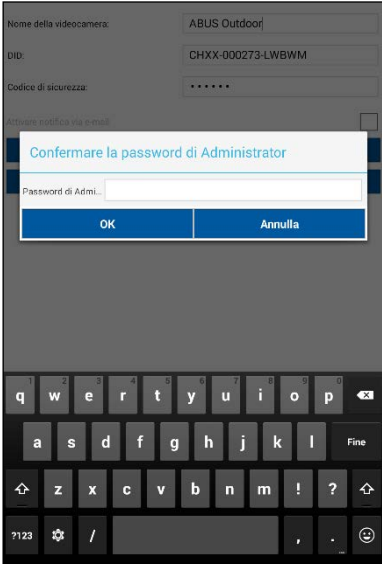 Nome della videocamera:
ABUS Outdoor
DID:
CHXX-000273-LWBWM
Codice di sicurezza:
••••••
Attivare notifica via e-mail
Confermare la password di Administrator
Password di Admi...
OK
Annulla
1 2 3 4 5 6 7 8 9 0
q w e r t y u i o p
a s d f g h j k l Fine
z x c v b n m ! ?
?123 / , . ...